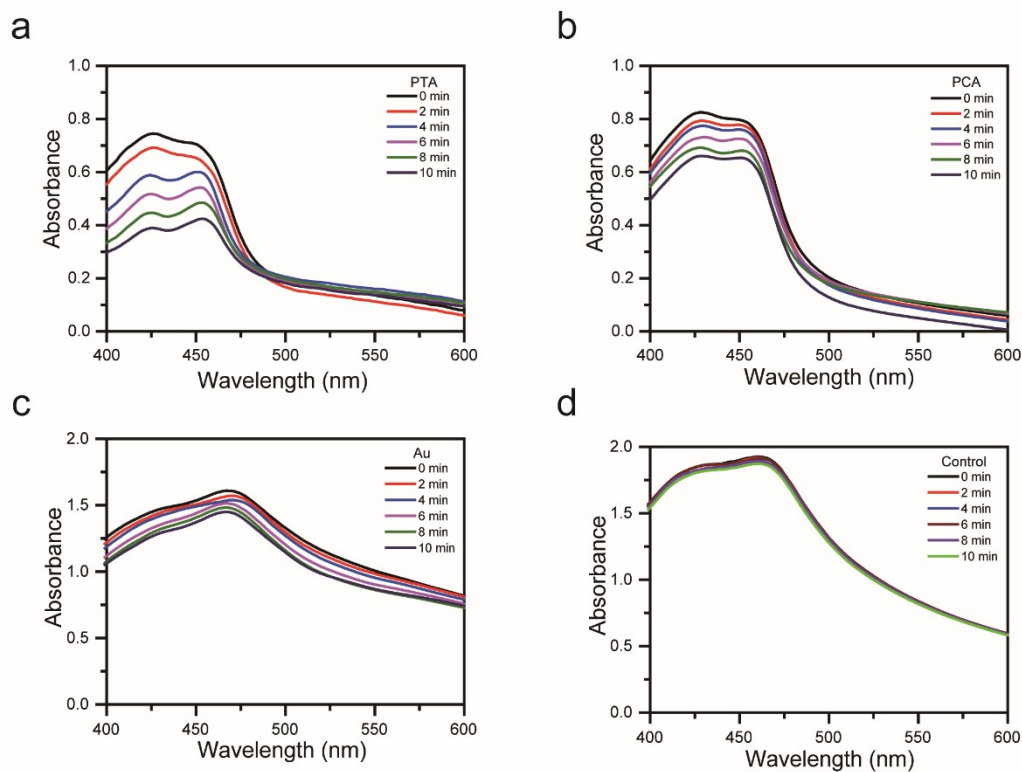 a
PTA
0 min
2 min
4 min
6 min
8 min
10 min
1.0
0.8
0.6
0.4
0.2
0.0
Absorbance
400 450 500 550 600
Wavelength (nm)
b
PCA
0 min
2 min
4 min
6 min
8 min
10 min
1.0
0.8
0.6
0.4
0.2
0.0
Absorbance
400 450 500 550 600
Wavelength (nm)
c
Au
0 min
2 min
4 min
6 min
8 min
10 min
2.0
1.5
1.0
0.5
0.0
Absorbance
400 450 500 550 600
Wavelength (nm)
d
Control
0 min
2 min
4 min
6 min
8 min
10 min
2.0
1.5
1.0
0.5
0.0
Absorbance
400 450 500 550 600
Wavelength (nm)